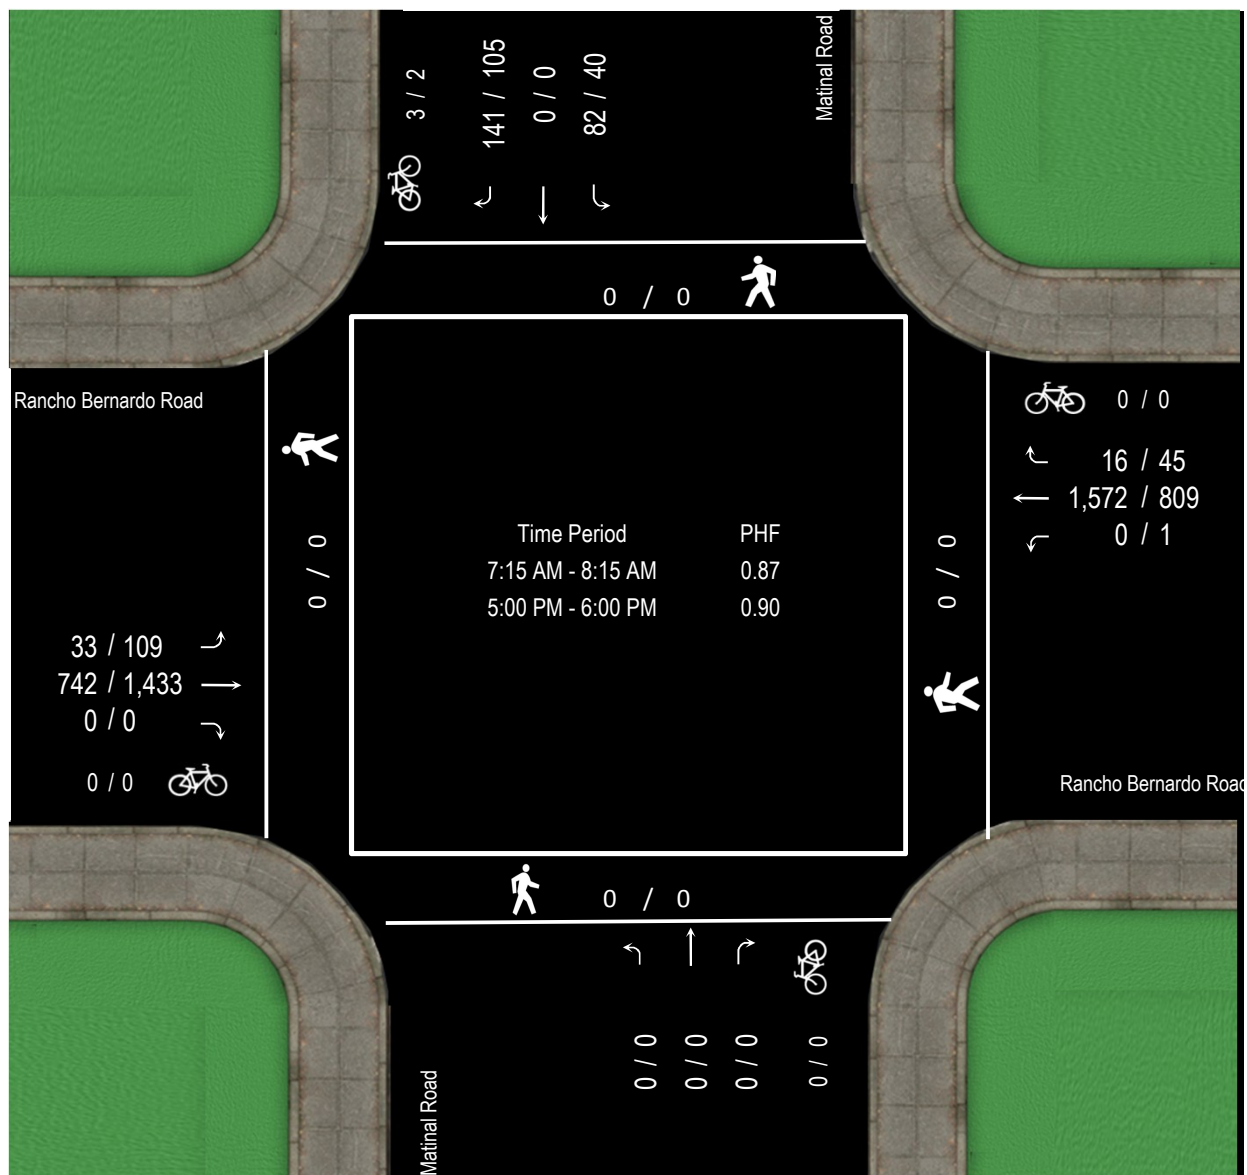 3 / 2
141 / 105
0 / 0
82 / 40
Matinal Road
0 / 0
Rancho Bernardo Road
0 / 0
16 / 45
1,572 / 809
0 / 1
0 / 0
Time Period PHF
7:15 AM - 8:15 AM 0.87
5:00 PM - 6:00 PM 0.90
0 / 0
33 / 109
742 / 1,433
0 / 0
0 / 0
Rancho Bernardo Road
0 / 0
0 / 0
0 / 0
0 / 0
0 / 0
Matinal Road